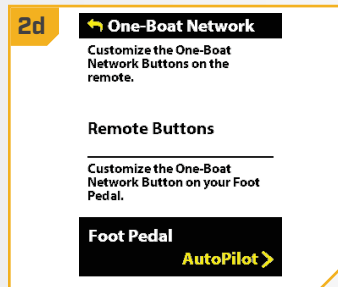 2d
One-Boat Network
Customize the One-Boat
Network Buttons on the
remote.
Remote Buttons
Customize the One-Boat
Network Button on your Foot
Pedal.
Foot Pedal
AutoPilot